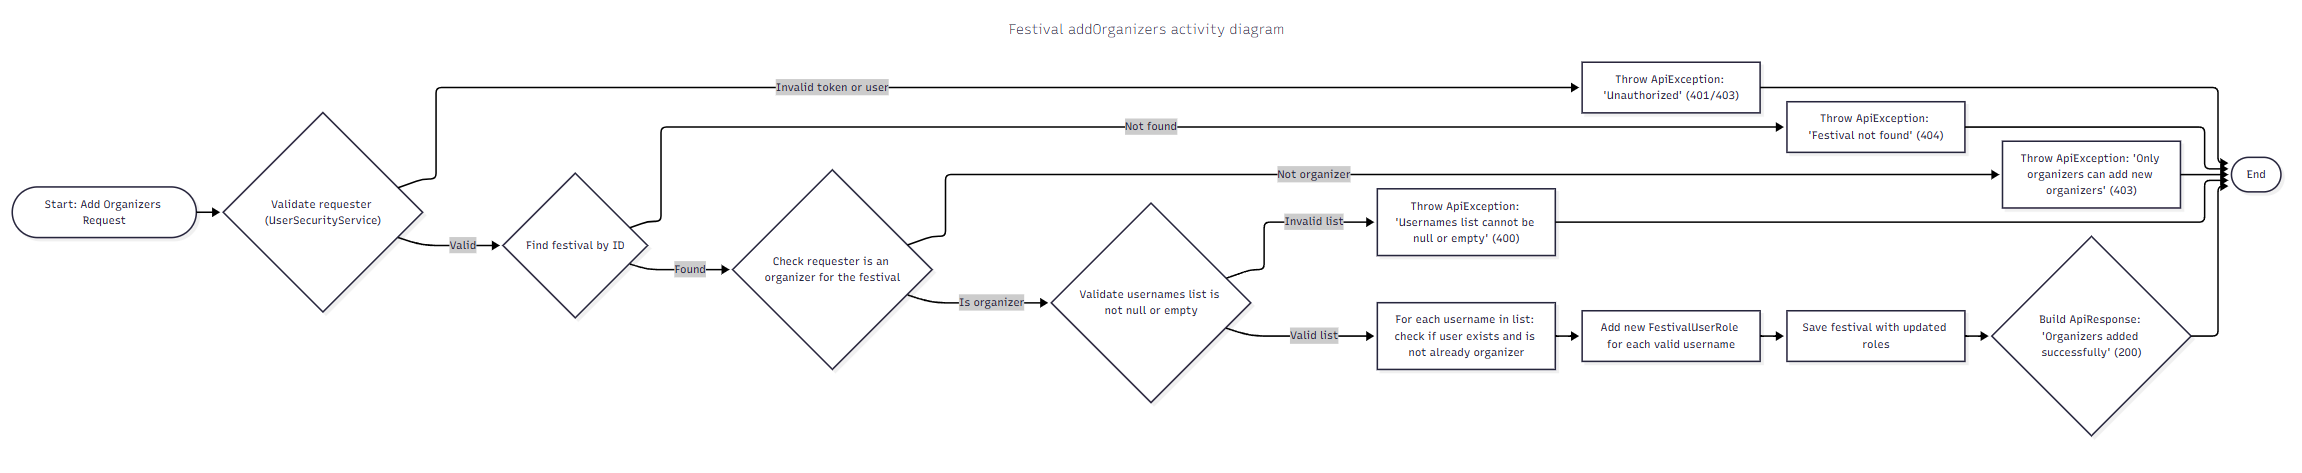 Festival addOrganizers activity diagram
Start: Add Organizers
Request
Validate requester
(UserSecurityService)
Invalid token or user
Valid
Find festival by ID
Not found
Found
Check requester is an
organizer for the festival
Not organizer
Is organizer
Validate usernames list is
not null or empty
Invalid list
Valid list
Throw ApiException:
'Usernames list cannot be
null or empty' (400)
For each username in list:
check if user exists and is
not already organizer
Throw ApiException:
'Unauthorized' (401/403)
Add new FestivalUserRole
for each valid username
Throw ApiException:
'Festival not found' (404)
Save festival with updated
roles
Throw ApiException: 'Only
organizers can add new
organizers' (403)
Build ApiResponse:
'Organizers added
successfully' (200)
End